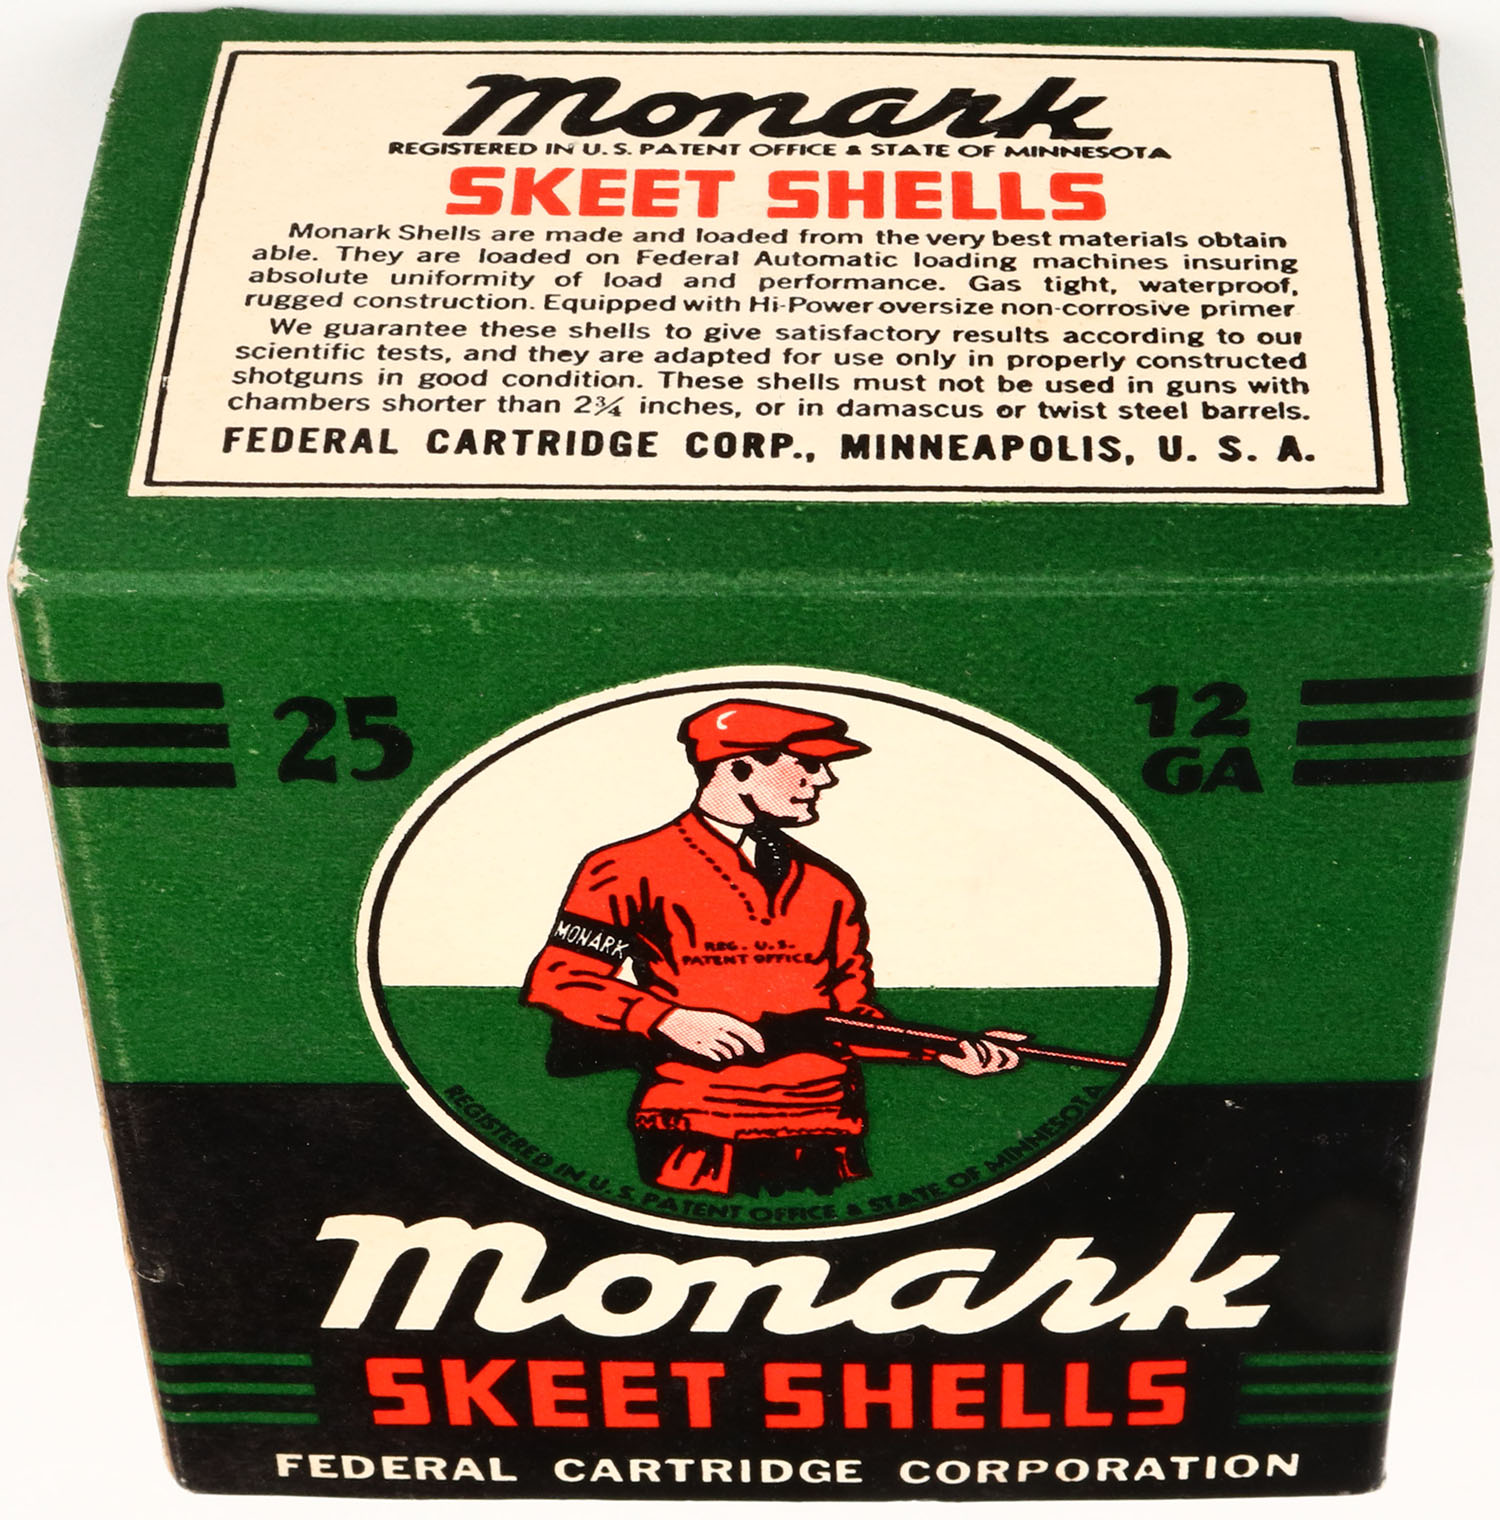 Monark
REGISTERED IN U.S. PATENT OFFICE & STATE OF MINNESOTA
SKEET SHELLS
Monark Shells are made and loaded from the very best materials obtain
able. They are loaded on Federal Automatic loading machines insuring
absolute uniformity of load and performance. Gas tight, waterproof,
rugged construction. Equipped with Hi-Power oversize non-corrosive primer
We guarantee these shells to give satisfactory results according to our
scientific tests, and they are adapted for use only in properly constructed
shotguns in good condition. These shells must not be used in guns with
chambers shorter than 2¾ inches, or in damascus or twist steel barrels.
FEDERAL CARTRIDGE CORP., MINNEAPOLIS, U. S. A.
25
12
GA
MONARK
REG. U.S.
PATENT OFFICE
REGISTERED IN U.S. PATENT OFFICE & STATE OF MINNESOTA
Monark
SKEET SHELLS
FEDERAL CARTRIDGE CORPORATION